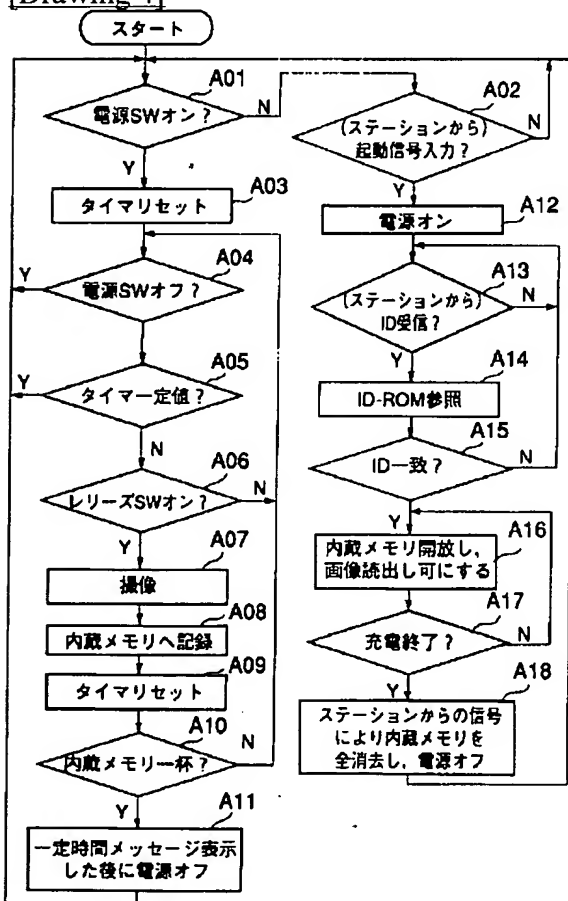 [Drawing 4]
スタート
A01
電源SWオン？
N
Y
A03
タイマリセット
A04
電源SWオフ？
Y
A05
タイマ一定値？
Y
N
A06
レリーズSWオン？
N
Y
A07
撮像
A08
内蔵メモリへ記録
A09
タイマリセット
A10
内蔵メモリ一杯？
N
Y
A11
一定時間メッセージ表示
した後に電源オフ
A02
(ステーションから)
起動信号入力？
N
Y
A12
電源オン
A13
(ステーションから)
ID受信？
N
Y
A14
ID-ROM参照
A15
ID一致？
N
Y
A16
内蔵メモリ開放し，
画像読出し可にする
A17
充電終了？
N
Y
A18
ステーションからの信号
により内蔵メモリを
全消去し，電源オフ